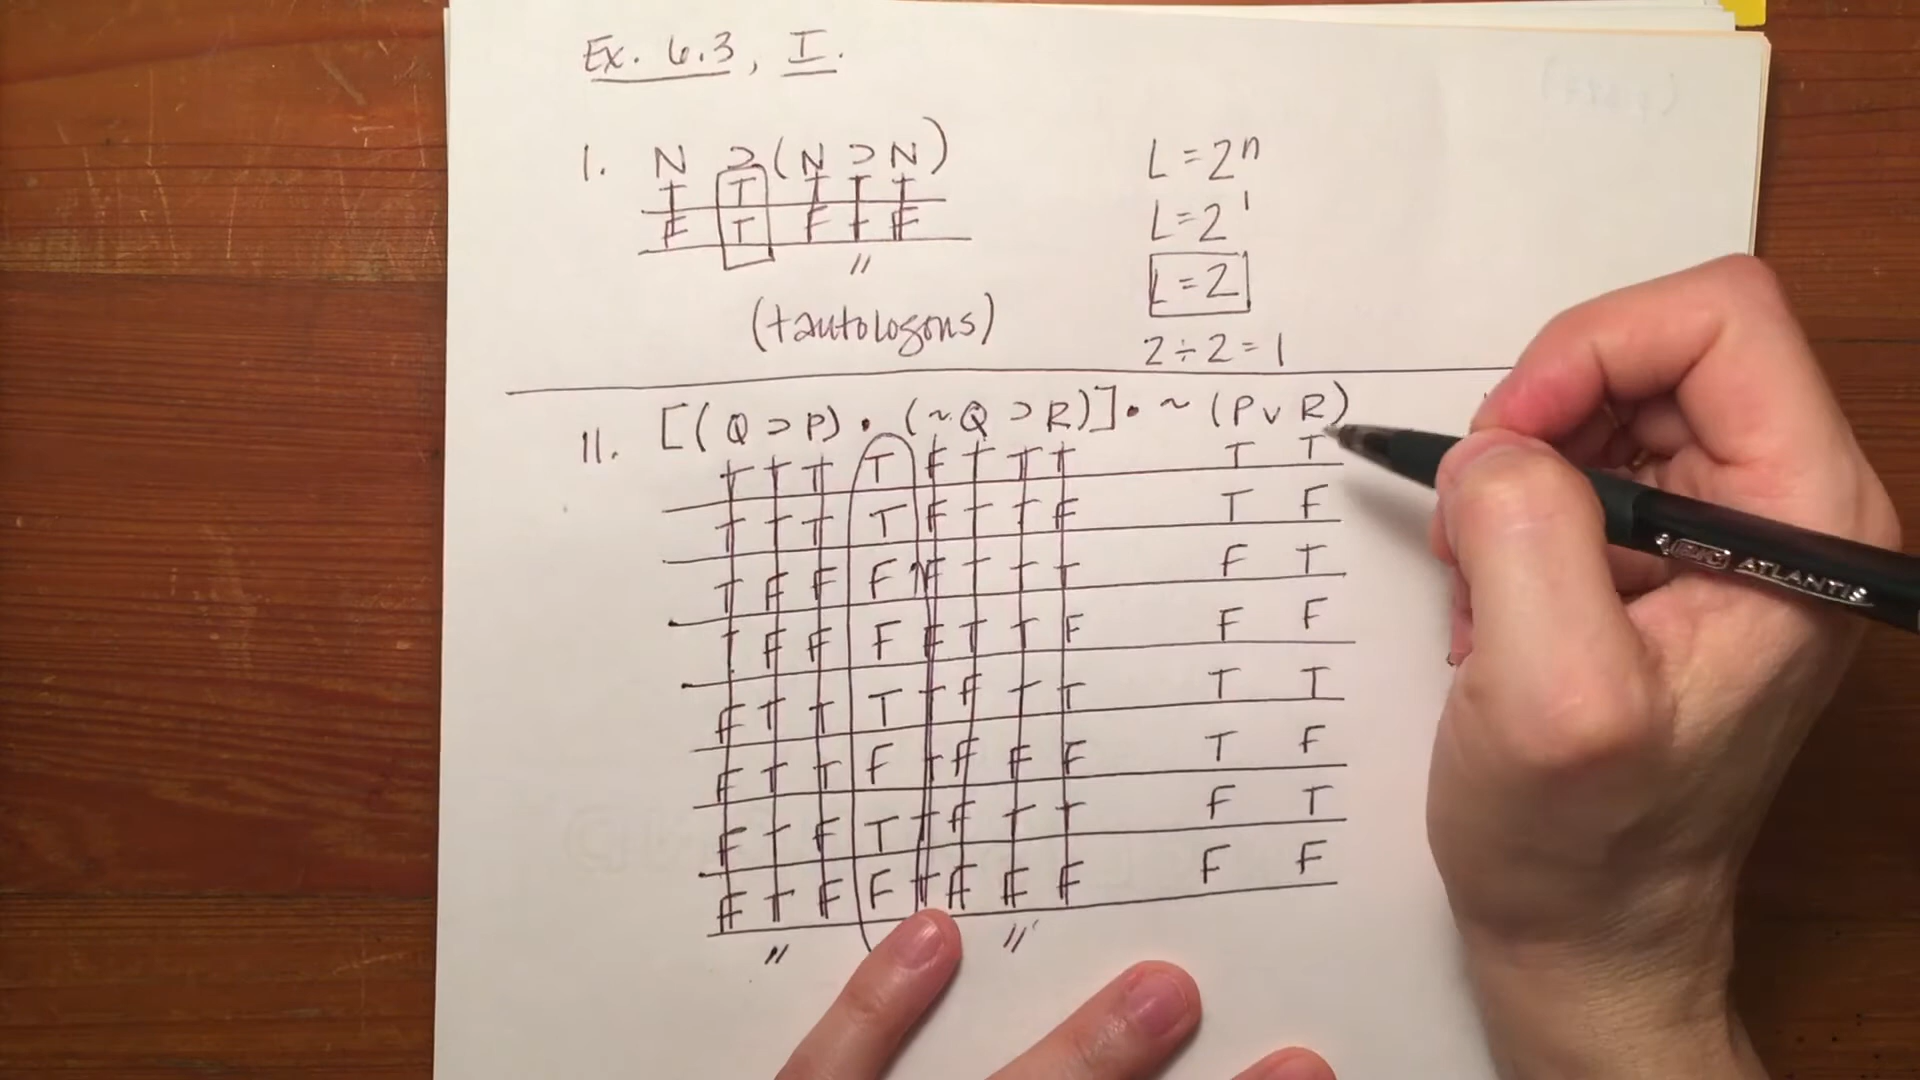 Ex. 6.3, I.
1. N ⊃ (N ⊃ N)
T T T T T
F T F T F
(tautologous)
L = 2ⁿ
L = 2¹
L = 2
2 ÷ 2 = 1
11. [(Q ⊃ P) • (~Q ⊃ R)] • ~ (P v R)
T T T T F T T T T T
T T T T F T T F T F
T F F F F T T T F T
T F F F F T T F F F
F T T T T F T T T T
F T T F T F F F T F
F T F T T F T T F T
F T F F T F F F F F
〃 〃
BIC ATLANTIS